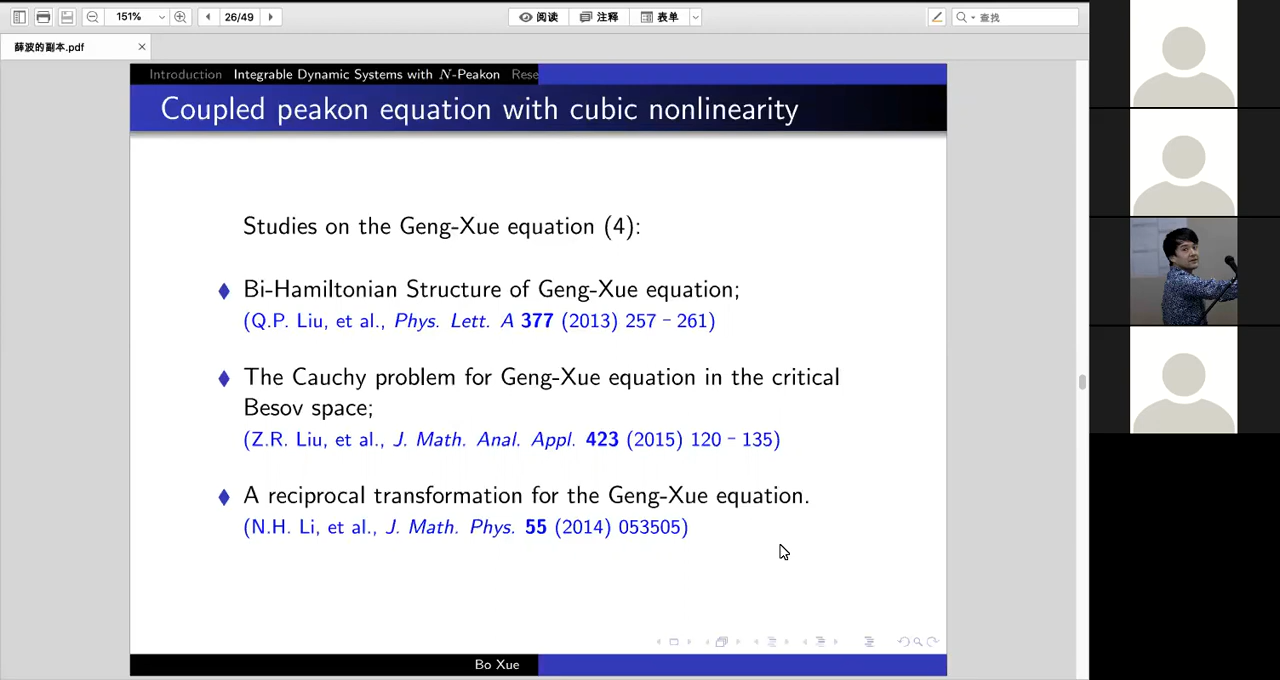 151%
26/49
阅读
注释
表单
查找
薛波的副本.pdf
Introduction Integrable Dynamic Systems with N-Peakon Rese
Coupled peakon equation with cubic nonlinearity
Studies on the Geng-Xue equation (4):
Bi-Hamiltonian Structure of Geng-Xue equation;
(Q.P. Liu, et al., Phys. Lett. A 377 (2013) 257 – 261)
The Cauchy problem for Geng-Xue equation in the critical
Besov space;
(Z.R. Liu, et al., J. Math. Anal. Appl. 423 (2015) 120 – 135)
A reciprocal transformation for the Geng-Xue equation.
(N.H. Li, et al., J. Math. Phys. 55 (2014) 053505)
Bo Xue